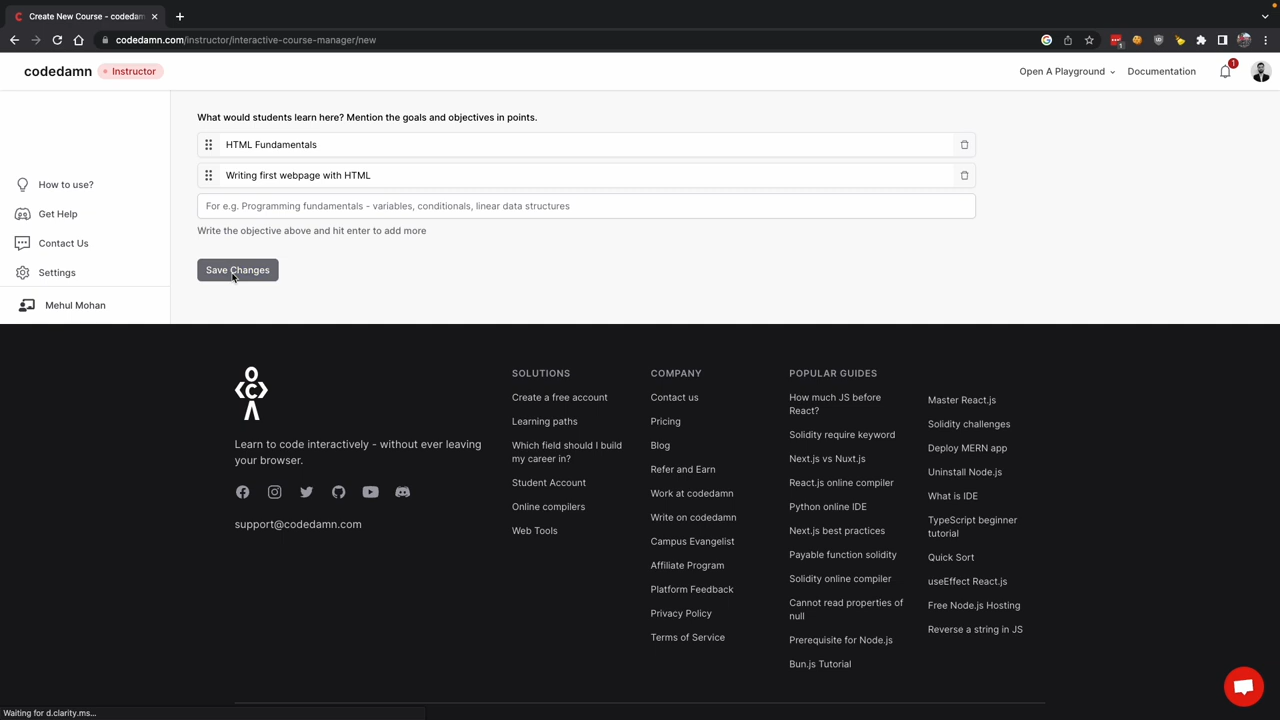 Create New Course - codedam
codedamn.com/instructor/interactive-course-manager/new
codedamn
Instructor
Open A Playground
Documentation
1
What would students learn here? Mention the goals and objectives in points.
HTML Fundamentals
Writing first webpage with HTML
For e.g. Programming fundamentals - variables, conditionals, linear data structures
Write the objective above and hit enter to add more
Save Changes
How to use?
Get Help
Contact Us
Settings
Mehul Mohan
Learn to code interactively - without ever leaving
your browser.
support@codedamn.com
SOLUTIONS
Create a free account
Learning paths
Which field should I build
my career in?
Student Account
Online compilers
Web Tools
COMPANY
Contact us
Pricing
Blog
Refer and Earn
Work at codedamn
Write on codedamn
Campus Evangelist
Affiliate Program
Platform Feedback
Privacy Policy
Terms of Service
POPULAR GUIDES
How much JS before
React?
Solidity require keyword
Next.js vs Nuxt.js
React.js online compiler
Python online IDE
Next.js best practices
Payable function solidity
Solidity online compiler
Cannot read properties of
null
Prerequisite for Node.js
Bun.js Tutorial
Master React.js
Solidity challenges
Deploy MERN app
Uninstall Node.js
What is IDE
TypeScript beginner
tutorial
Quick Sort
useEffect React.js
Free Node.js Hosting
Reverse a string in JS
Waiting for d.clarity.ms...